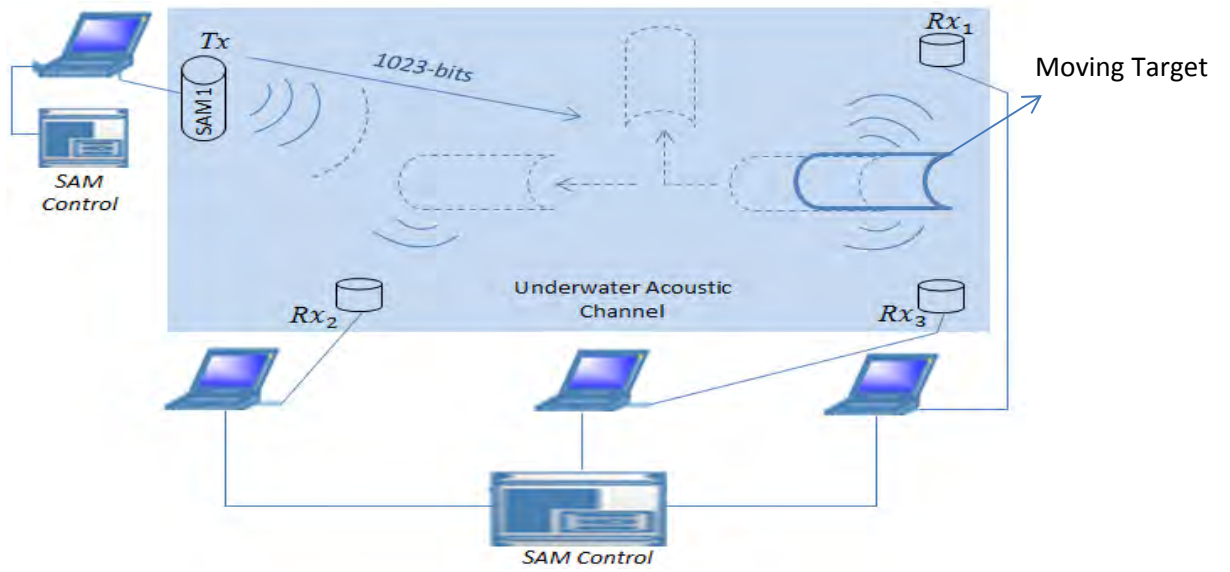 Tx
Rx₁
1023-bits
Moving Target
SAM1
SAM
Control
Underwater Acoustic
Channel
Rx₂
Rx₃
SAM Control